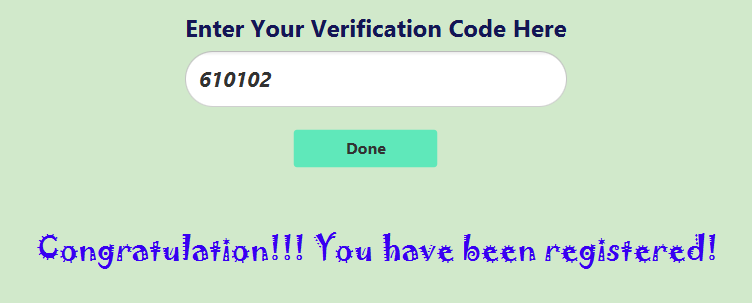 Enter Your Verification Code Here
610102
Done
Congratulation!!! You have been registered!